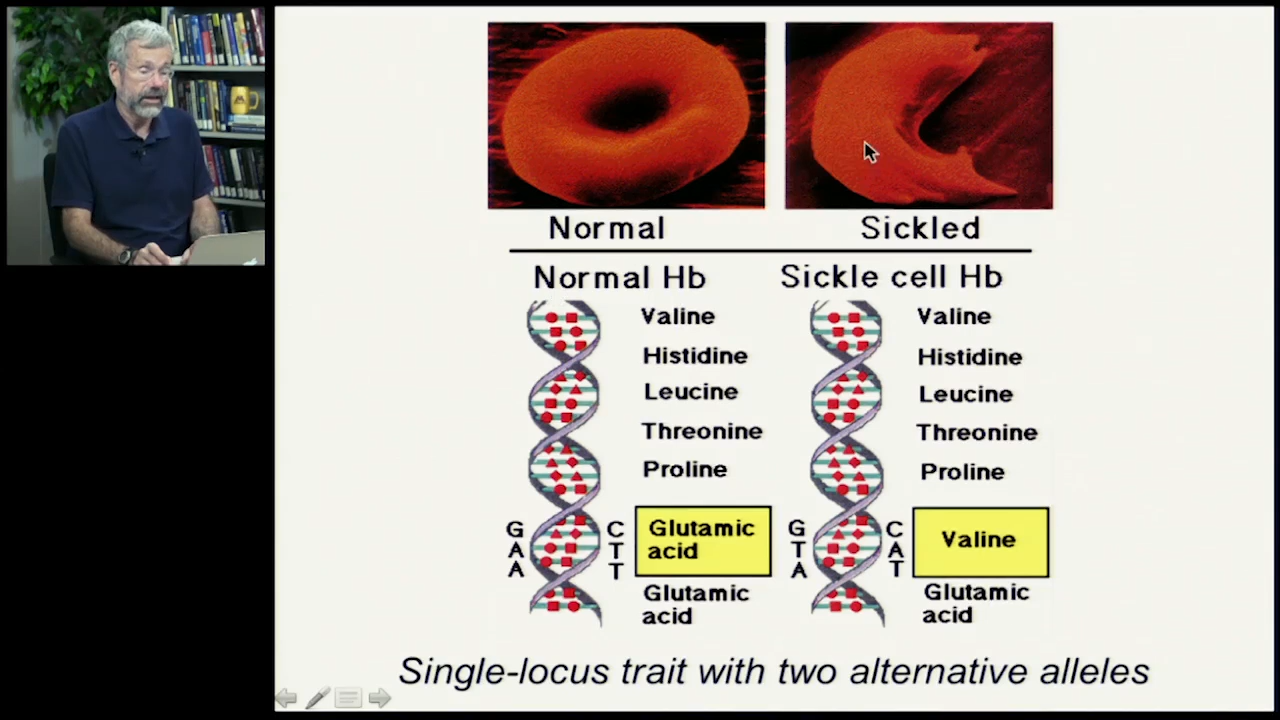 Normal
Sickled
Normal Hb
Sickle cell Hb
Valine
Histidine
Leucine
Threonine
Proline
G A A
C T T
Glutamic
acid
Glutamic
acid
Valine
Histidine
Leucine
Threonine
Proline
G T A
C A T
Valine
Glutamic
acid
Single-locus trait with two alternative alleles